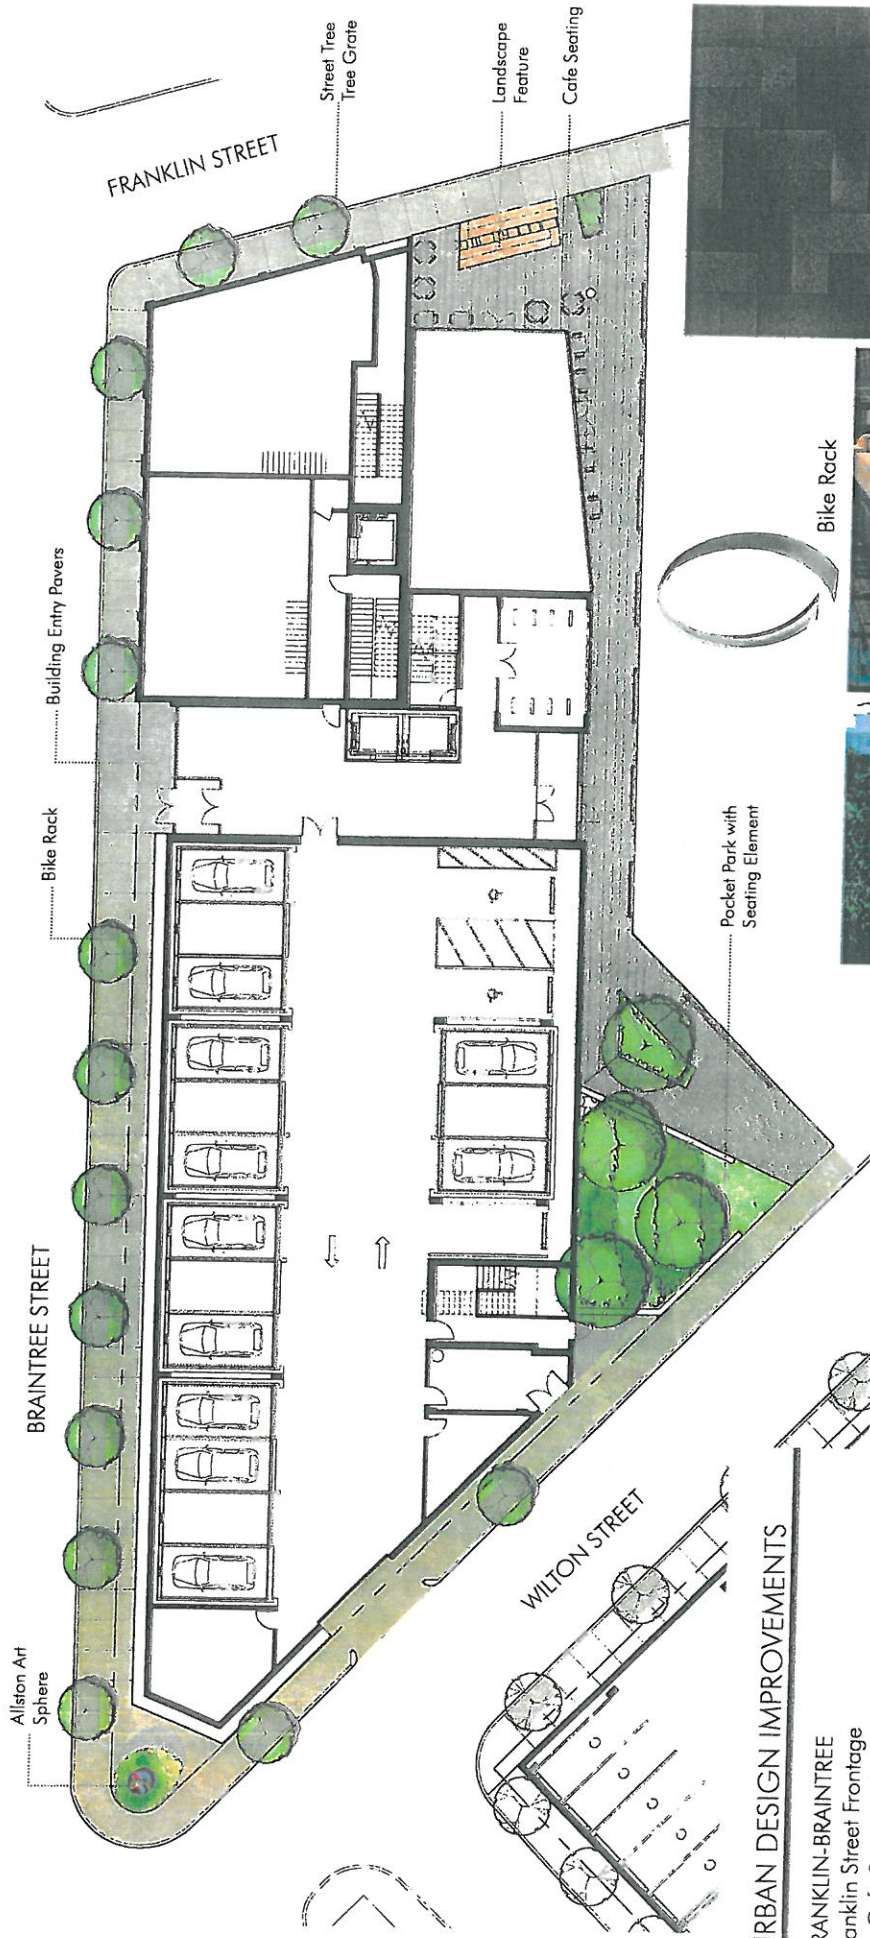 Allston Art
Sphere
BRAINTREE STREET
Bike Rack
Building Entry Pavers
FRANKLIN STREET
Street Tree
Tree Grate
Landscape
Feature
Cafe Seating
WILTON STREET
Pocket Park with
Seating Element
Bike Rack
RBAN DESIGN IMPROVEMENTS
RANKLIN-BRAINTREE
anklin Street Frontage